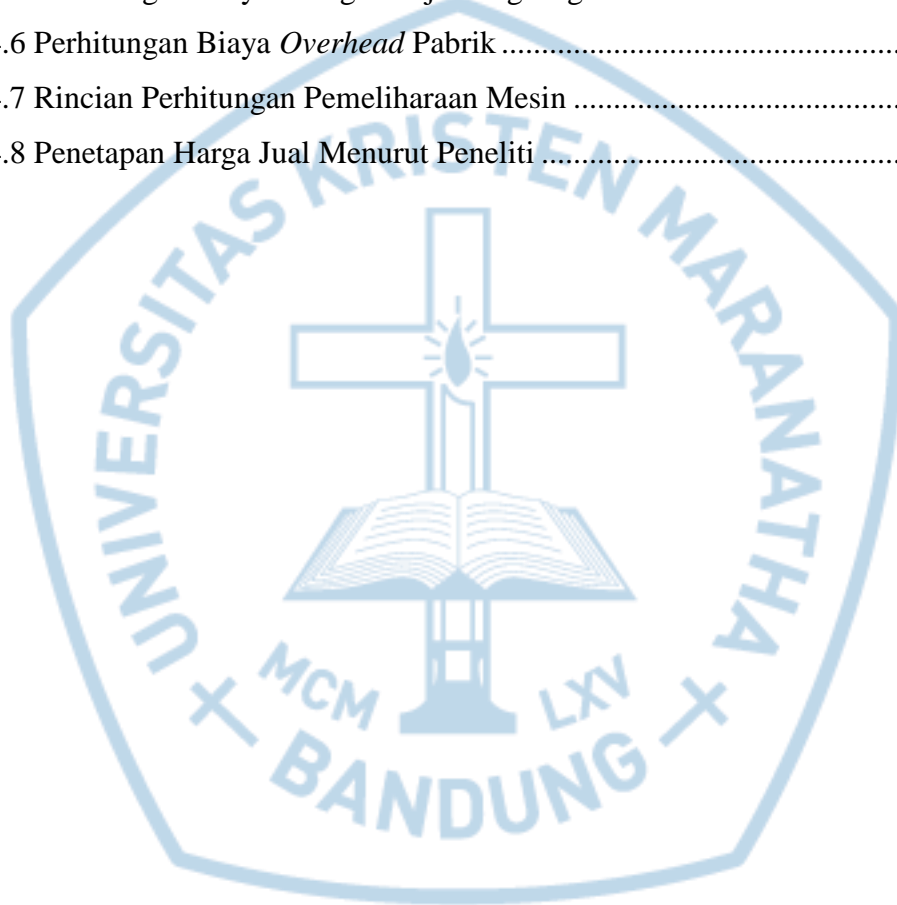 .6 Perhitungan Biaya Overhead Pabrik
.7 Rincian Perhitungan Pemeliharaan Mesin
.8 Penetapan Harga Jual Menurut Peneliti
UNIVERSITAS KRISTEN MARANATHA
MCM LXV
BANDUNG